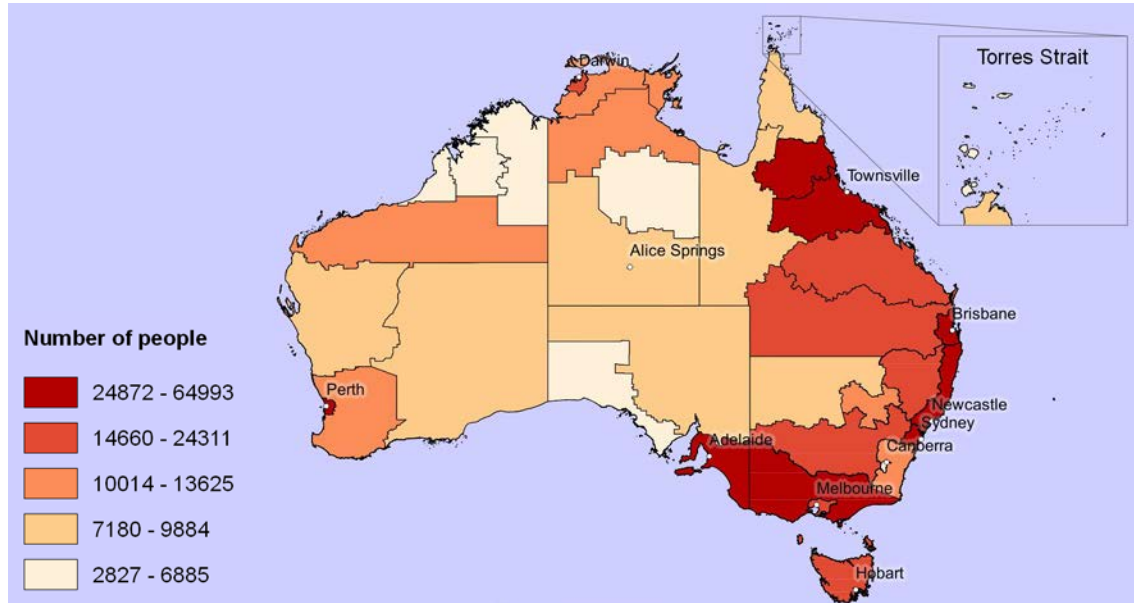 Torres Strait
Darwin
Townsville
Alice Springs
Brisbane
Number of people
24872 - 64993
14660 - 24311
10014 - 13625
7180 - 9884
2827 - 6885
Perth
Newcastle
Sydney
Adelaide
Canberra
Melbourne
Hobart